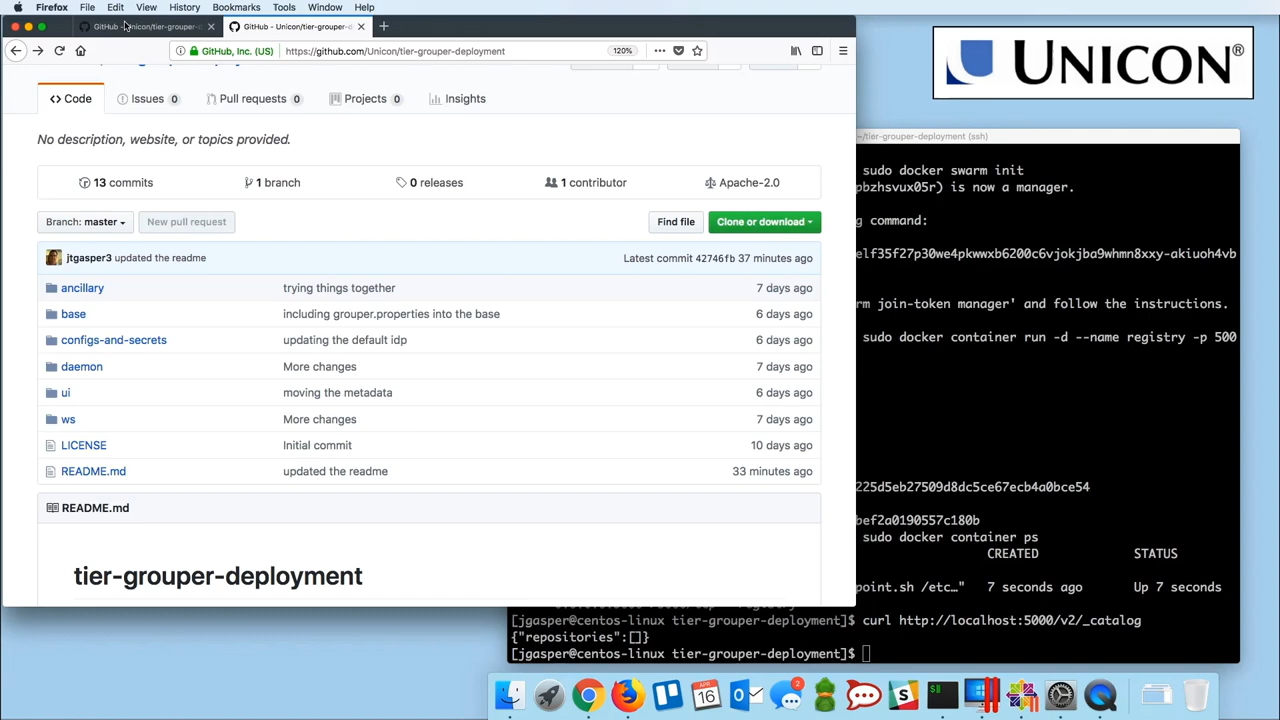 Firefox File Edit View History Bookmarks Tools Window Help
GitHub - Unicon/tier-grouper-d
GitHub - Unicon/tier-grouper-d
GitHub, Inc. (US) https://github.com/Unicon/tier-grouper-deployment 120%
UNICON®
Code Issues 0 Pull requests 0 Projects 0 Insights
No description, website, or topics provided.
13 commits 1 branch 0 releases 1 contributor Apache-2.0
Branch: master New pull request Find file Clone or download
jtgasper3 updated the readme Latest commit 42746fb 37 minutes ago
ancillary trying things together 7 days ago
base including grouper.properties into the base 6 days ago
configs-and-secrets updating the default idp 6 days ago
daemon More changes 7 days ago
ui moving the metadata 6 days ago
ws More changes 7 days ago
LICENSE Initial commit 10 days ago
README.md updated the readme 33 minutes ago
README.md
tier-grouper-deployment
~/tier-grouper-deployment (ssh)
sudo docker swarm init
pbzhsvux05r) is now a manager.
g command:
elf35f27p30we4pkwwxb6200c6vjokjba9whmn8xxy-akiuoh4vb
rm join-token manager' and follow the instructions.
sudo docker container run -d --name registry -p 500
225d5eb27509d8dc5ce67ecb4a0bce54
bef2a0190557c180b
sudo docker container ps
CREATED STATUS
point.sh /etc…" 7 seconds ago Up 7 seconds
[jgasper@centos-linux tier-grouper-deployment]$ curl http://localhost:5000/v2/_catalog
{"repositories":[]}
[jgasper@centos-linux tier-grouper-deployment]$
APR
16
2